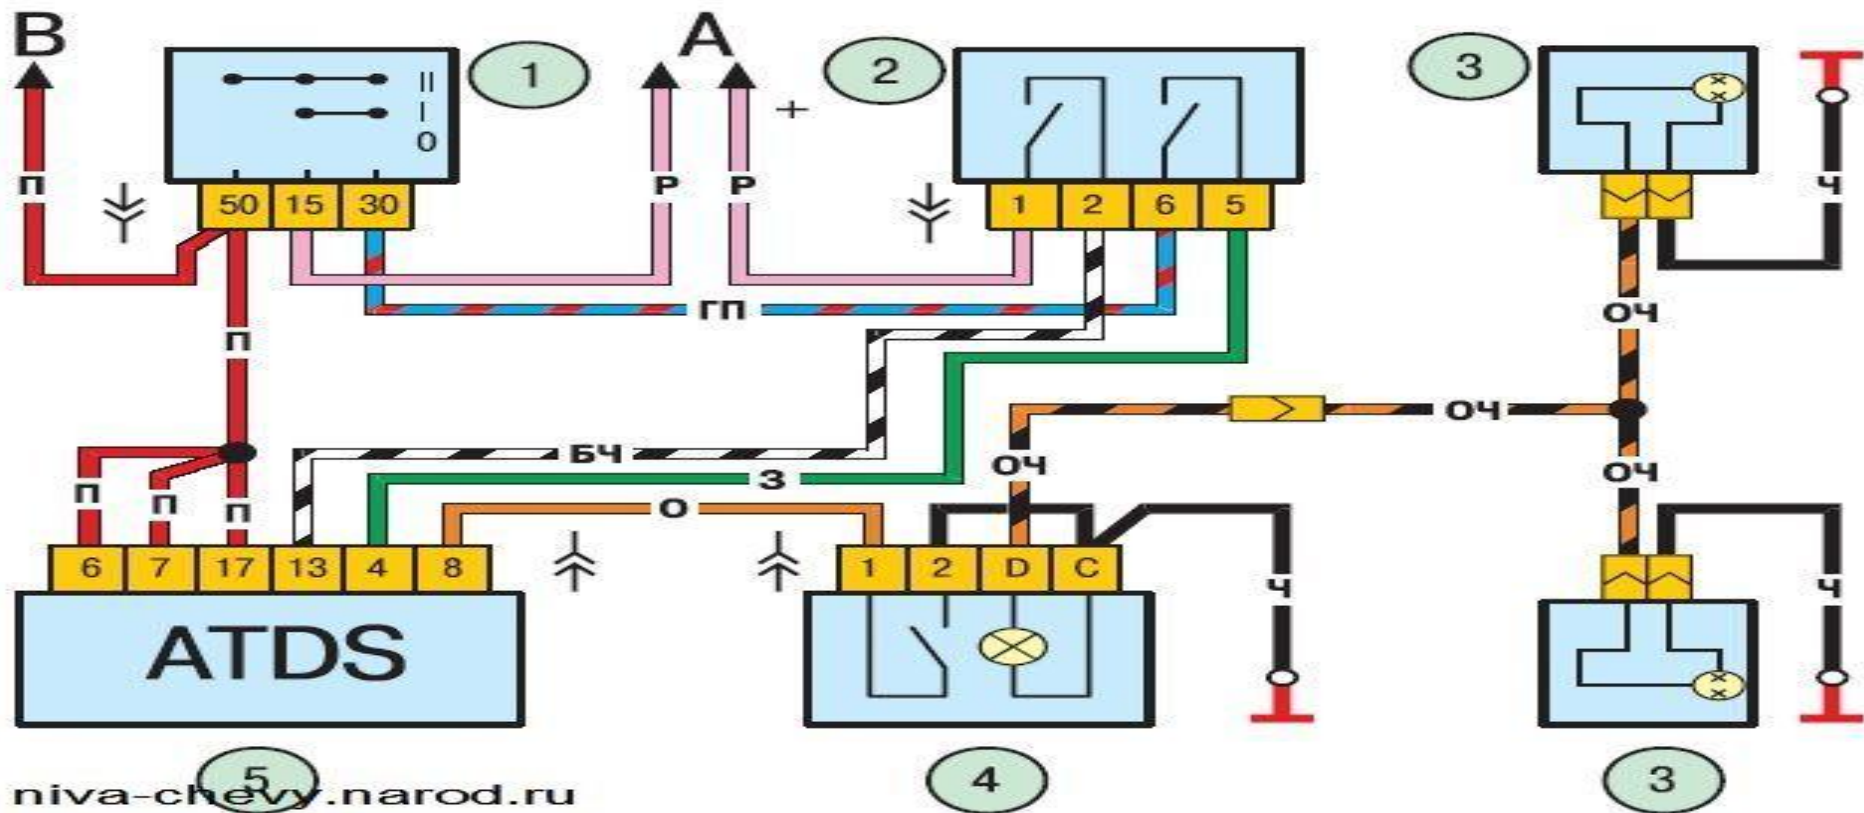 В
1
А
2
3
II
I
0
+
50 15 30
1 2 6 5
П
Р
Р
Ч
ГП
ОЧ
П
ОЧ
БЧ
ОЧ
ОЧ
З
П
П
П
О
6 7 17 13 4 8
1 2 D C
Ч
Ч
ATDS
5
4
3
niva-chevy.narod.ru